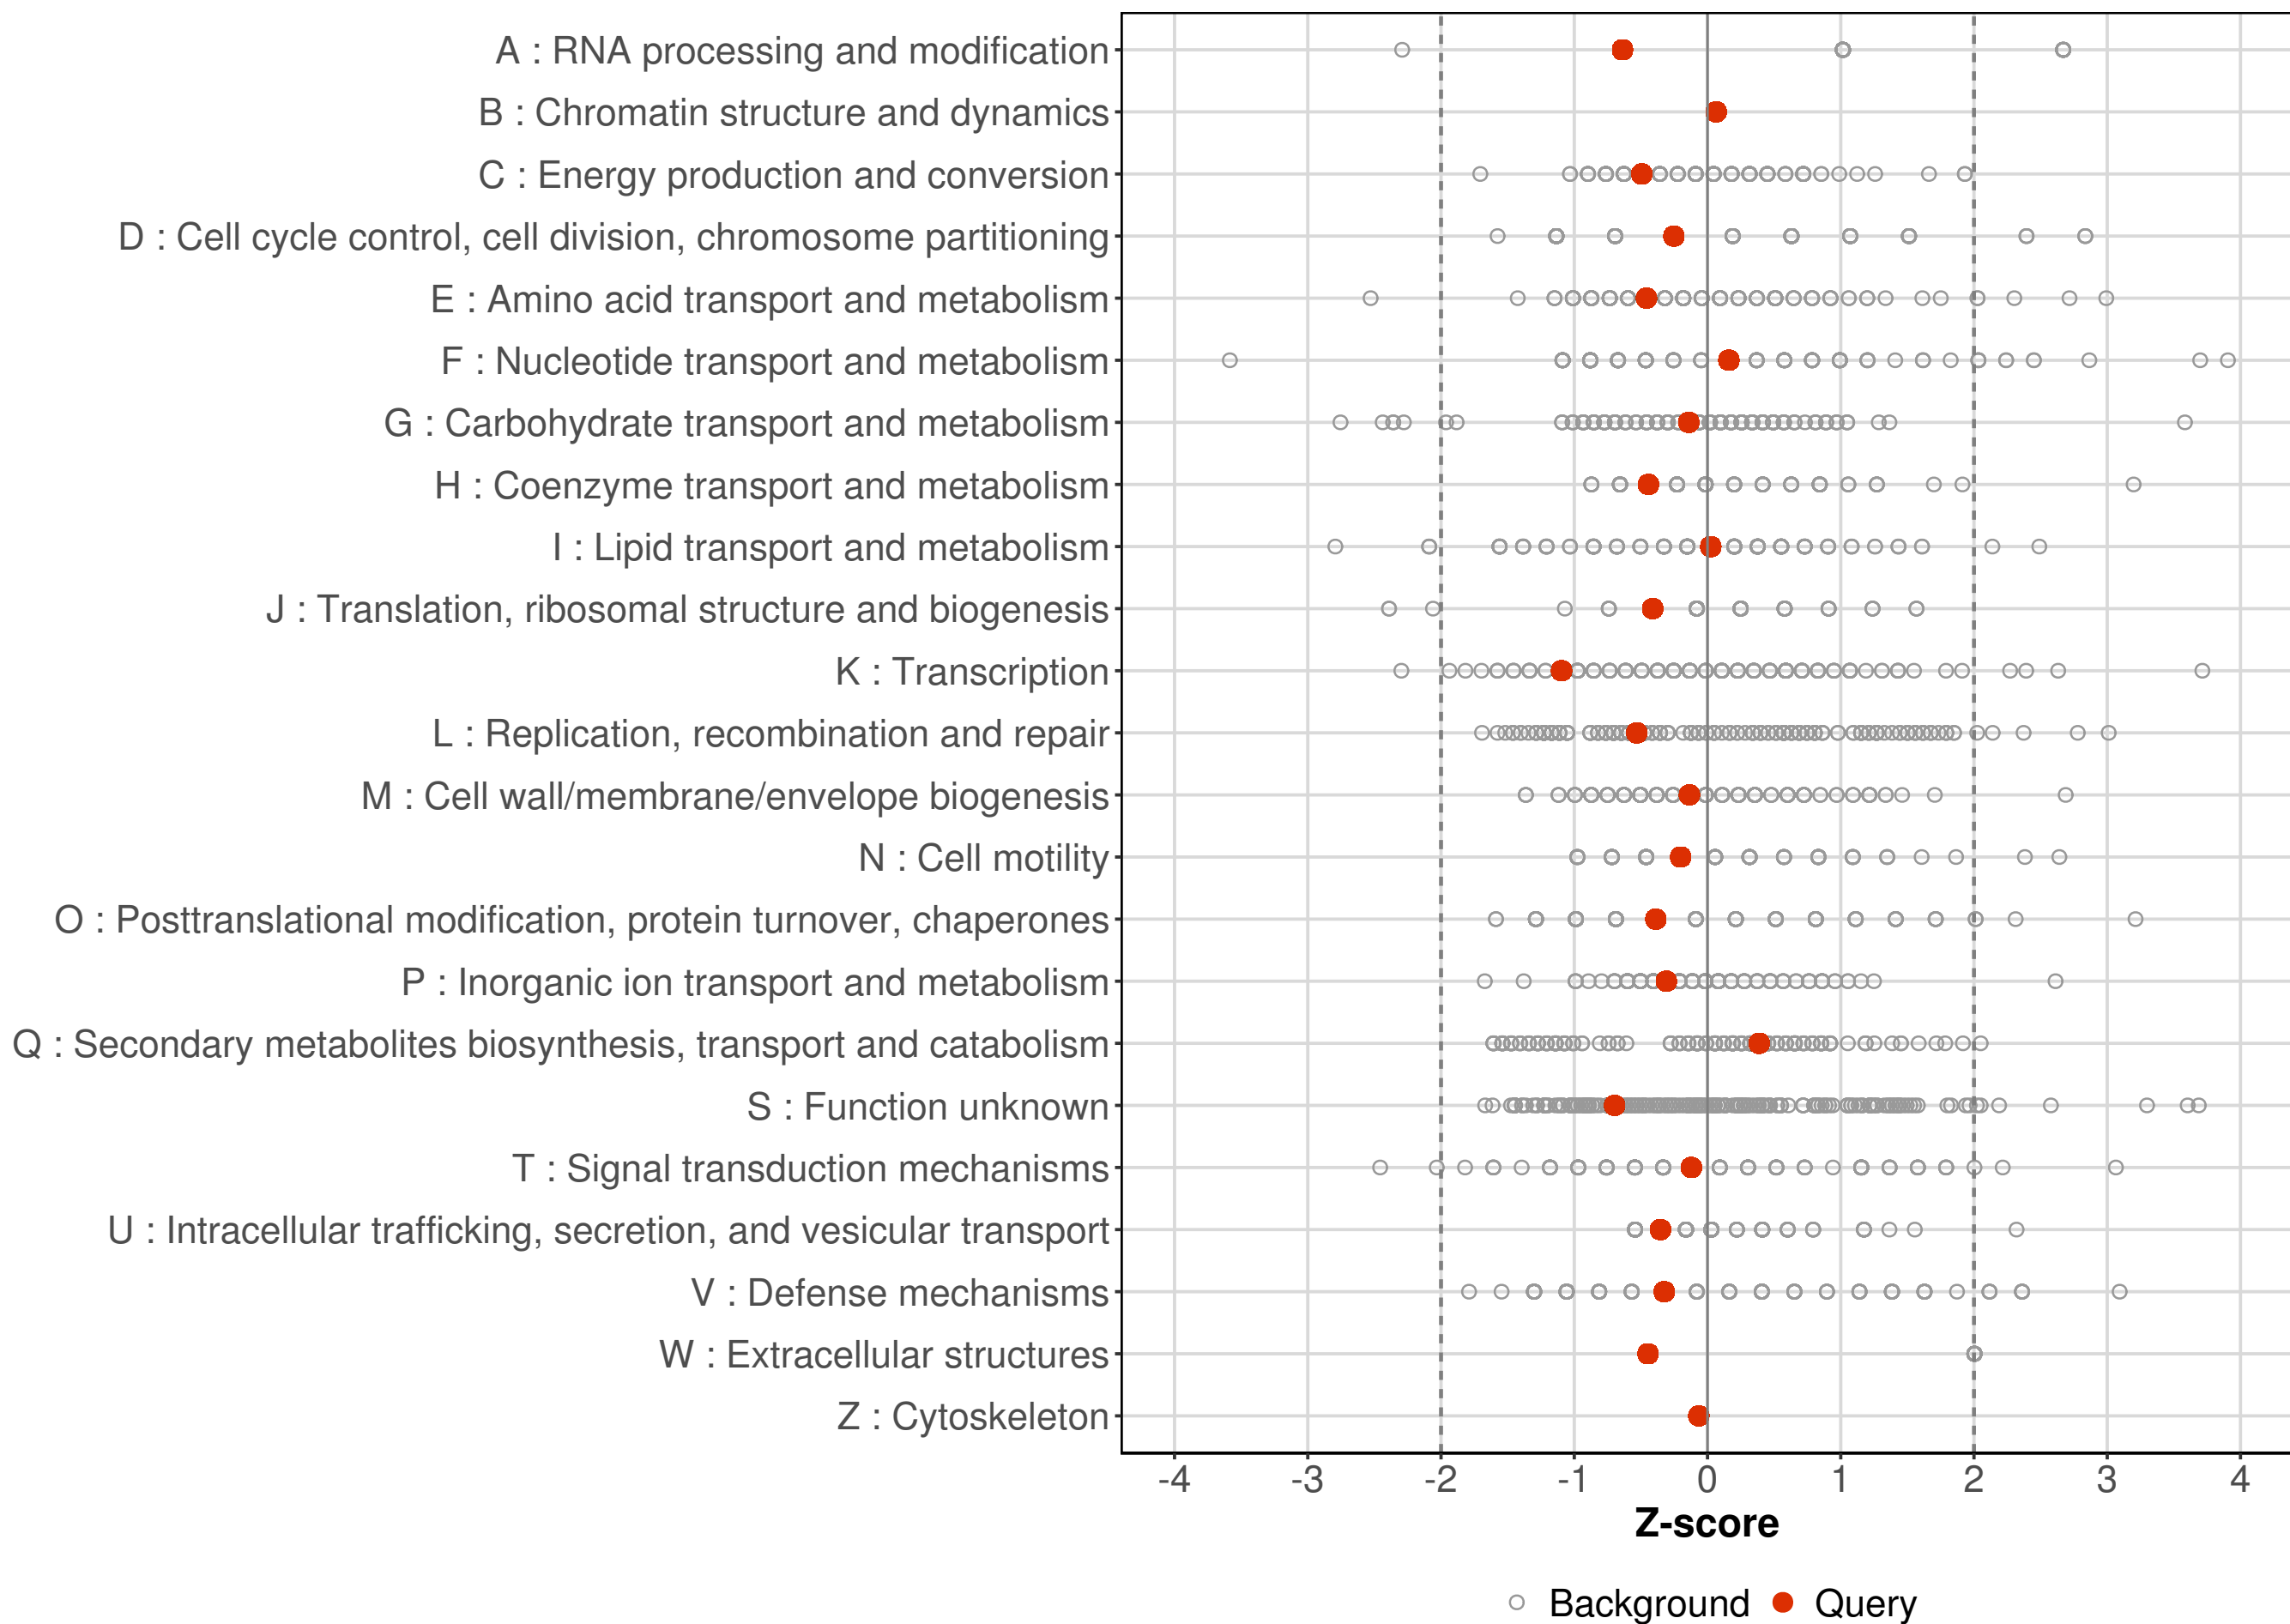 A : RNA processing and modification
B : Chromatin structure and dynamics
C : Energy production and conversion
D : Cell cycle control, cell division, chromosome partitioning
E : Amino acid transport and metabolism
F : Nucleotide transport and metabolism
G : Carbohydrate transport and metabolism
H : Coenzyme transport and metabolism
I : Lipid transport and metabolism
J : Translation, ribosomal structure and biogenesis
K : Transcription
L : Replication, recombination and repair
M : Cell wall/membrane/envelope biogenesis
N : Cell motility
O : Posttranslational modification, protein turnover, chaperones
P : Inorganic ion transport and metabolism
Q : Secondary metabolites biosynthesis, transport and catabolism
S : Function unknown
T : Signal transduction mechanisms
U : Intracellular trafficking, secretion, and vesicular transport
V : Defense mechanisms
W : Extracellular structures
Z : Cytoskeleton
-4 -3 -2 -1 0 1 2 3 4
Z-score
Background Query